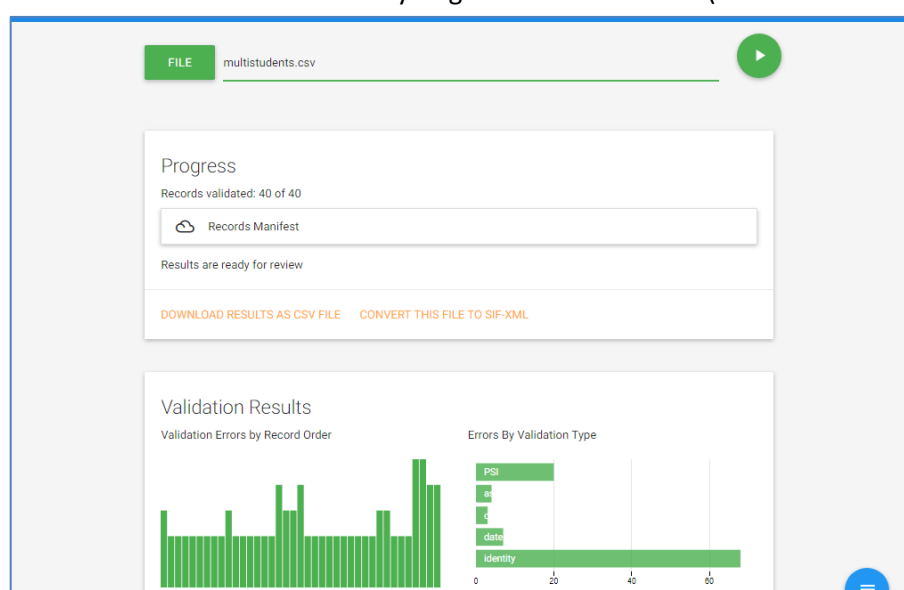 FILE multistudents.csv
Progress
Records validated: 40 of 40
Records Manifest
Results are ready for review
DOWNLOAD RESULTS AS CSV FILE CONVERT THIS FILE TO SIF-XML
Validation Results
Validation Errors by Record Order
Errors By Validation Type
PSI
date
identity
0 20 40 60